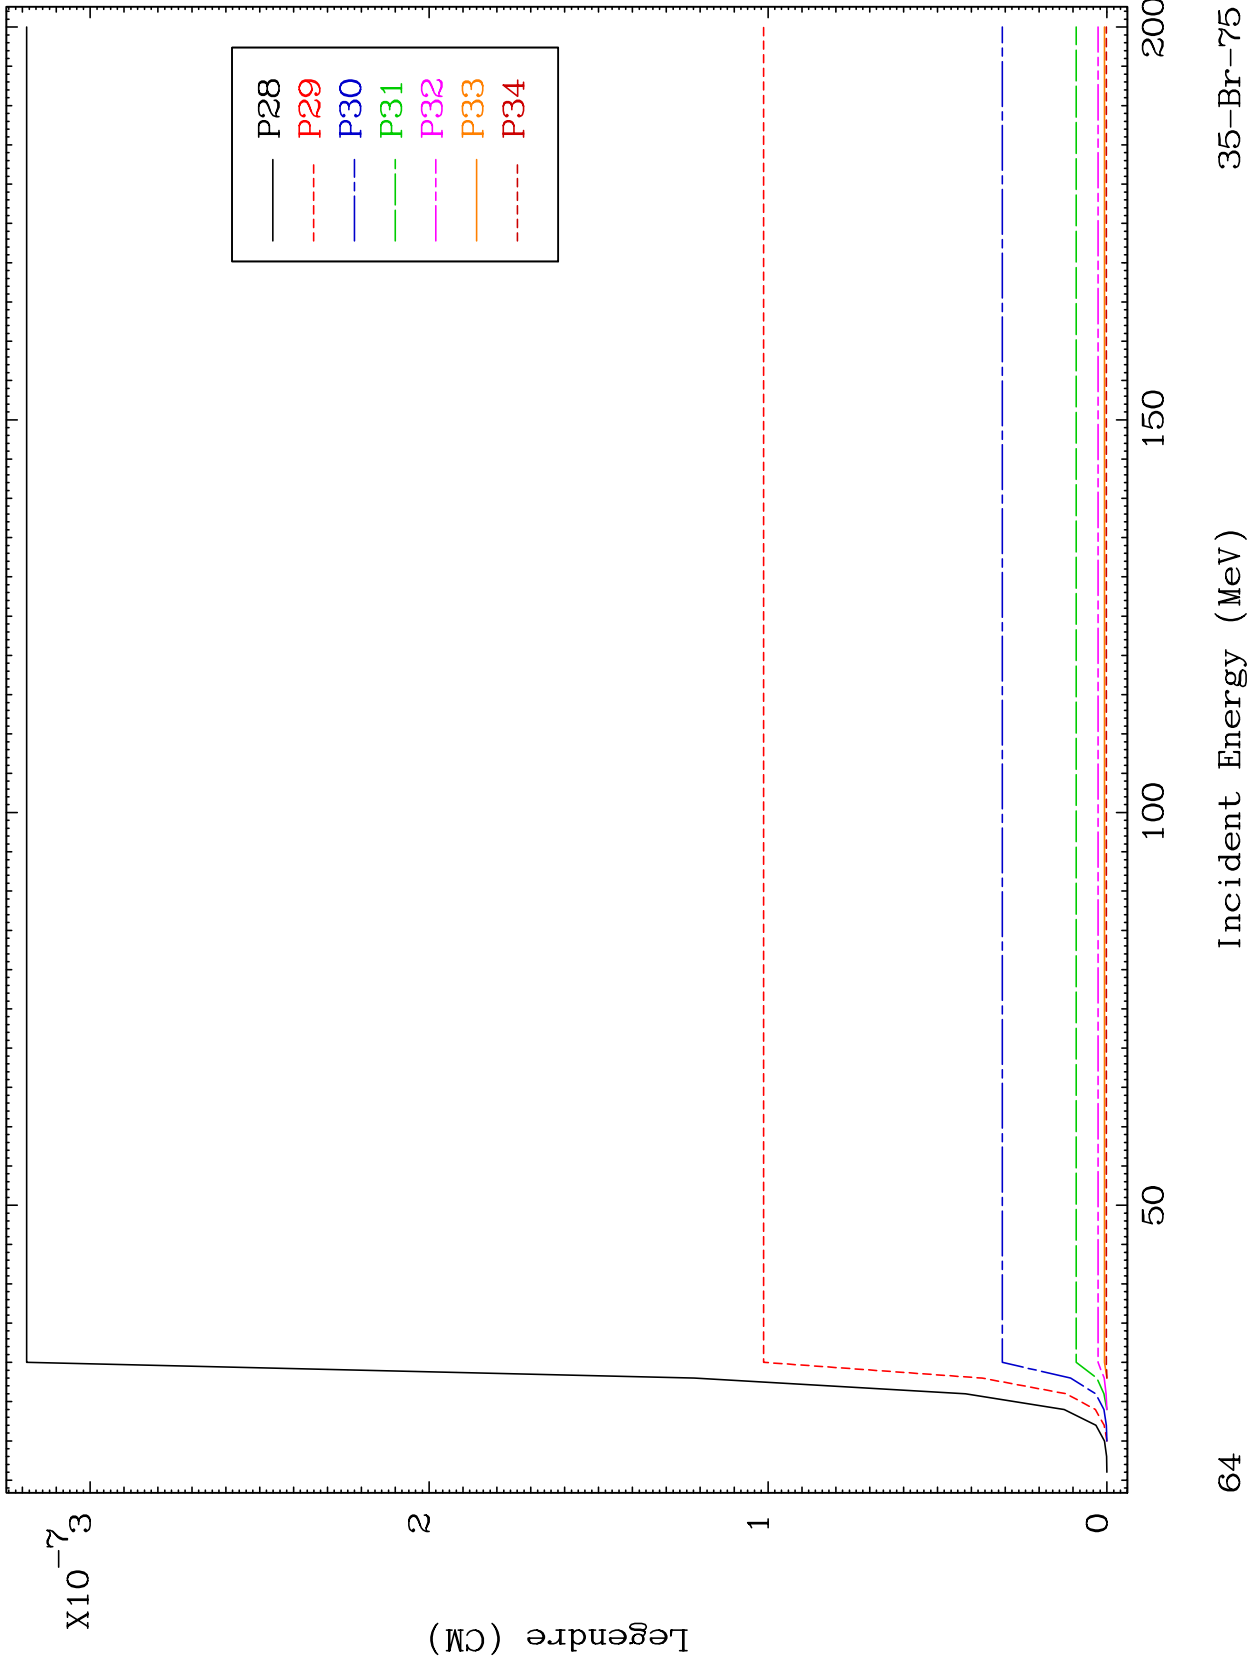 X10-7
3
2
1
0
Legendre (CM)
P28
P29
P30
P31
P32
P33
P34
50
100
150
200
Incident Energy (MeV)
64
35-Br-75